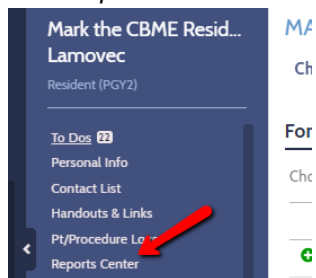 Mark the CBME Resid...
Lamovec
Resident (PGY2)
To Dos 22
Personal Info
Contact List
Handouts & Links
Pt/Procedure
Reports Center
MA
Ch
For
Cho